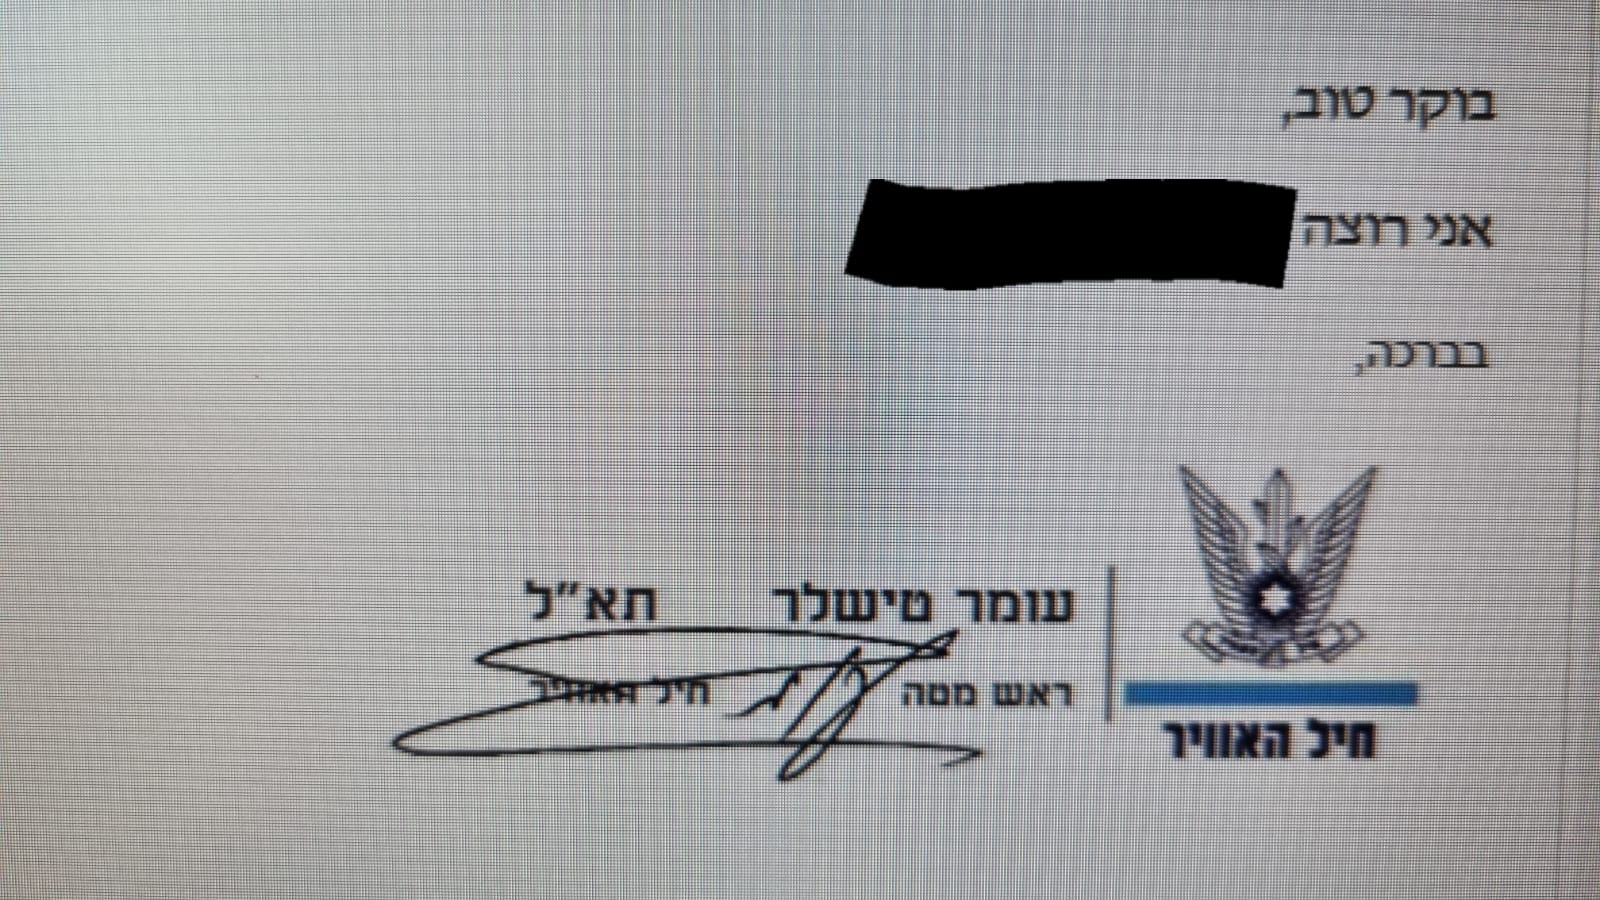 בוקר טוב,
אני רוצה
בברכה,
עומר טישלר תא"ל
ראש מטה חיל האוויר
חיל האוויר